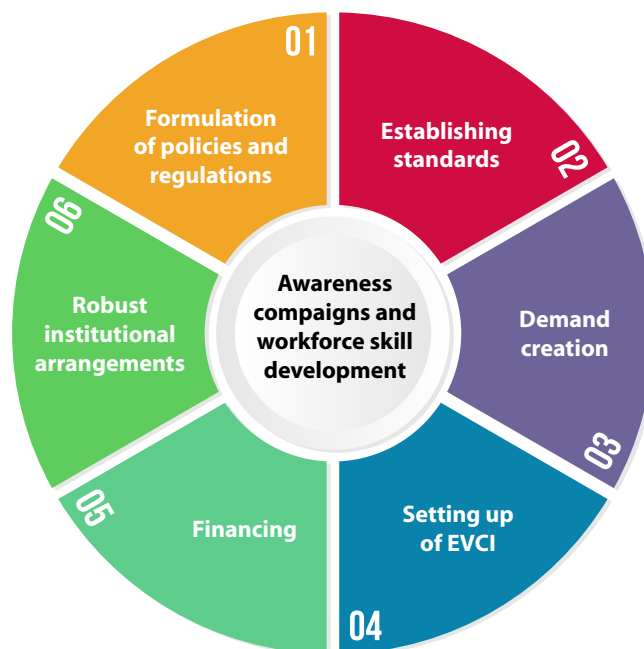 01
Formulation
of policies and
regulations
02
Establishing
standards
03
Demand
creation
04
Setting up
of EVCI
05
Financing
06
Robust
institutional
arrangements
Awareness
compaigns and
workforce skill
development